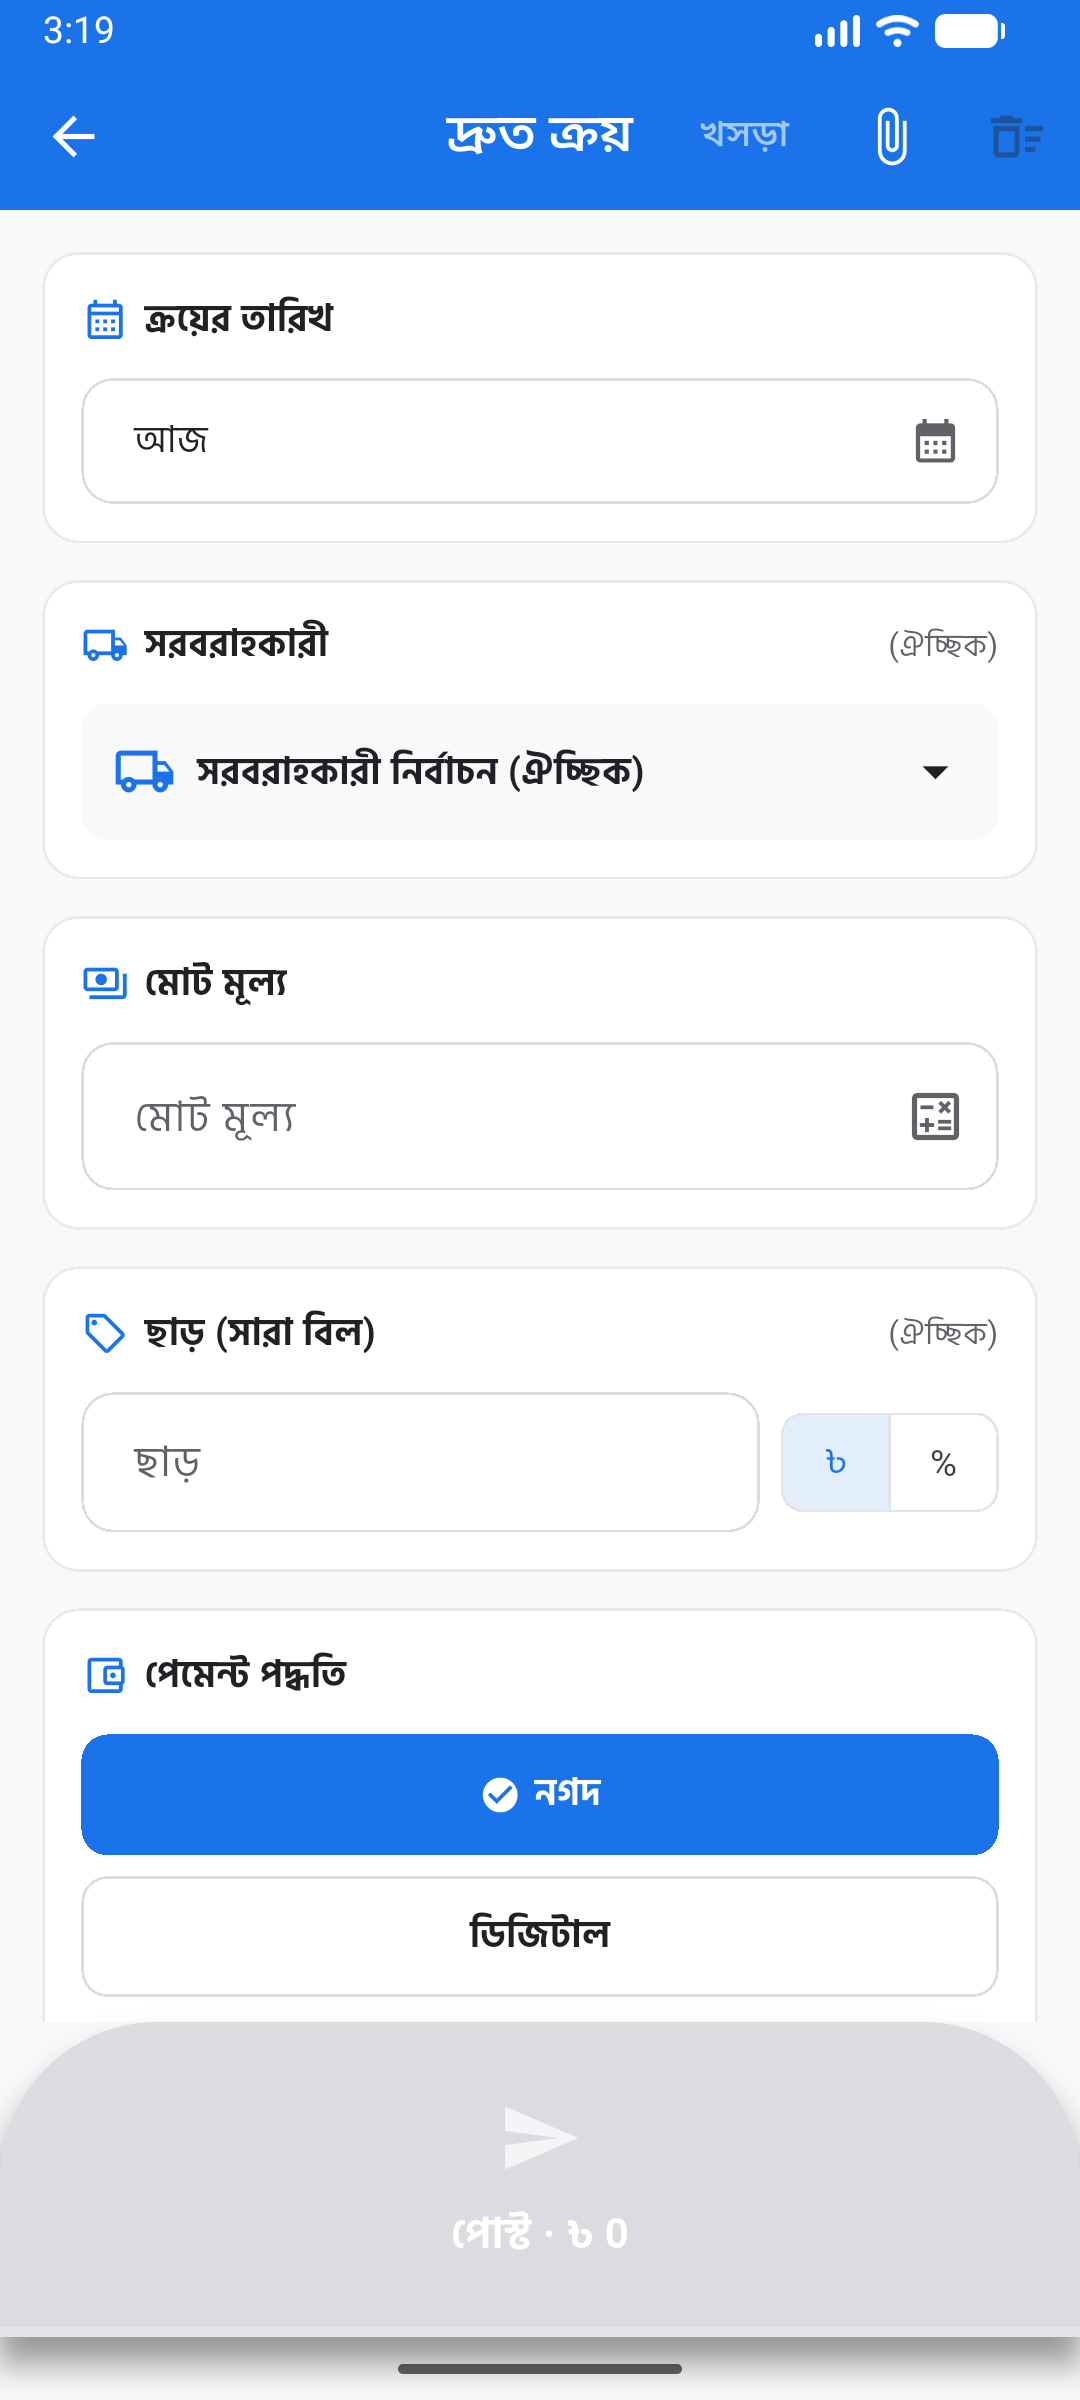 3:19
দ্রুত ক্রয় খসড়া
ক্রয়ের তারিখ
আজ
সরবরাহকারী (ঐচ্ছিক)
সরবরাহকারী নির্বাচন (ঐচ্ছিক)
মোট মূল্য
মোট মূল্য
ছাড় (সারা বিল) (ঐচ্ছিক)
ছাড় ৳ %
পেমেন্ট পদ্ধতি
নগদ
ডিজিটাল
পোস্ট · ৳ 0